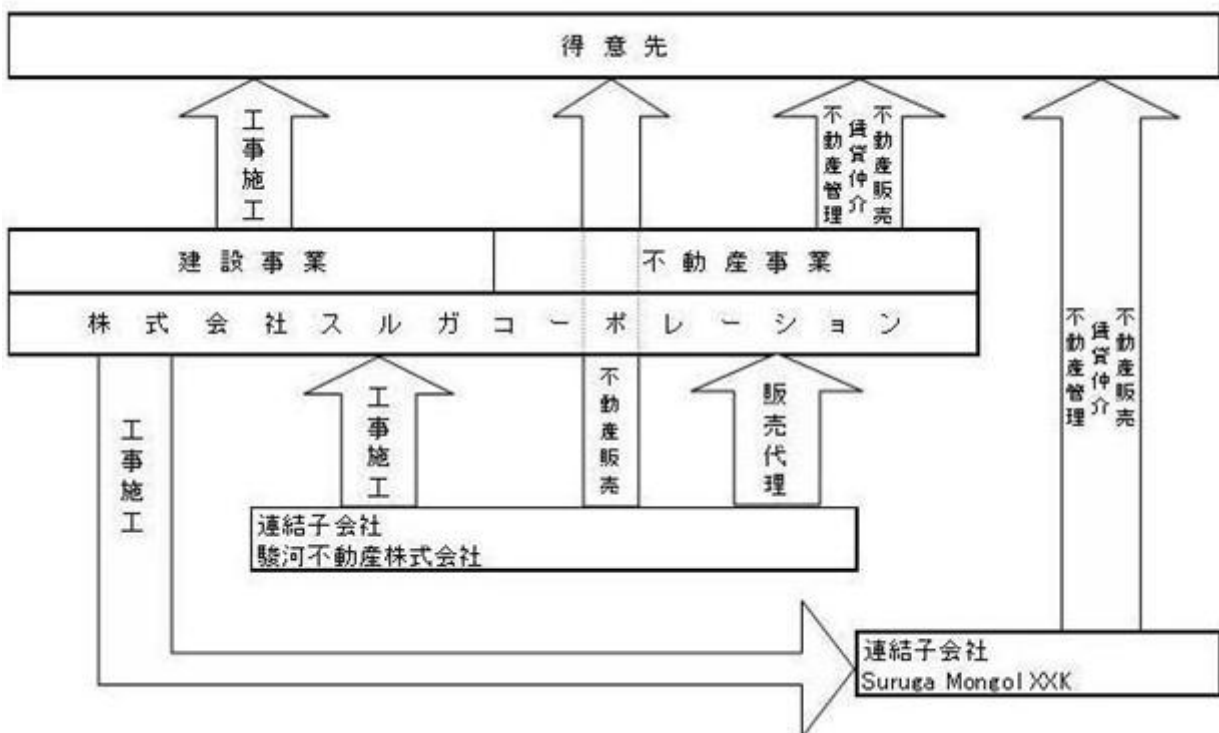 得意先
工事施工
不動産販売
賃貸仲介
不動産管理
建設事業
不動産事業
株式会社スルガコーポレーション
工事施工
工事施工
不動産販売
販売代理
不動産販売
賃貸仲介
不動産管理
連結子会社
駿河不動産株式会社
連結子会社
Suruga Mongol XXK